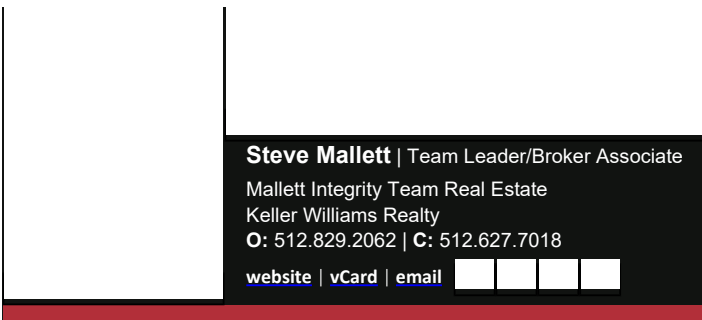 Steve Mallett | Team Leader/Broker Associate
Mallett Integrity Team Real Estate
Keller Williams Realty
O: 512.829.2062 | C: 512.627.7018
website | vCard | email